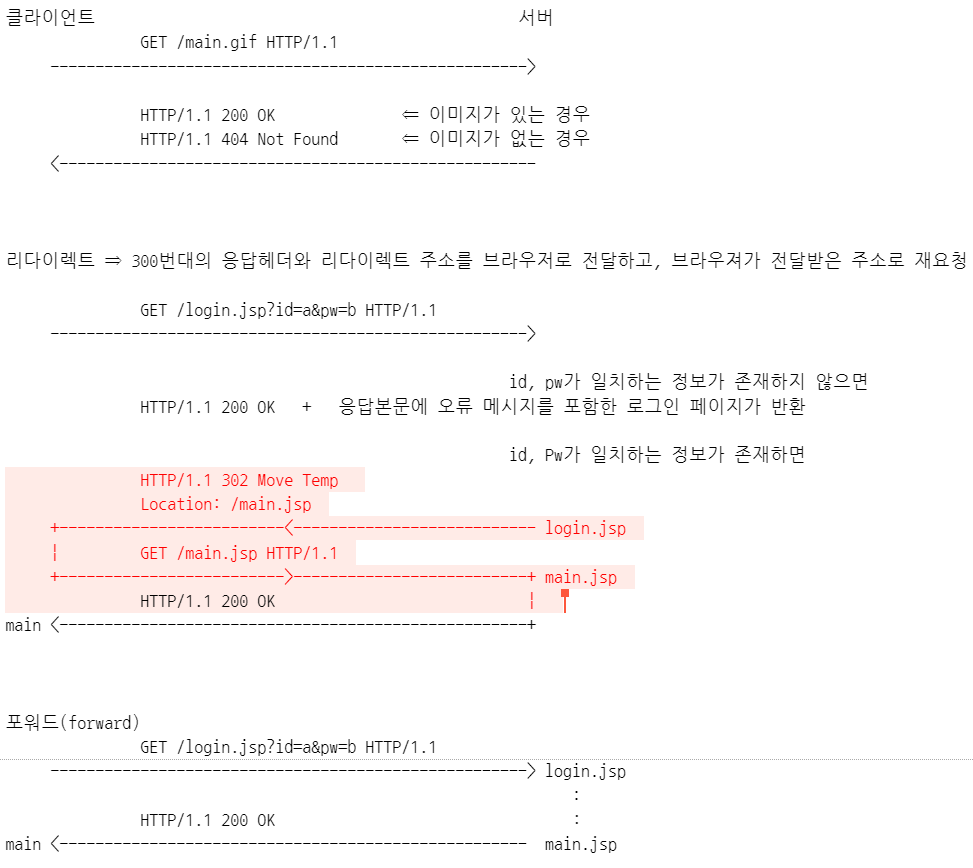 클라이언트 서버
GET /main.gif HTTP/1.1
----------------------------------------------------->
HTTP/1.1 200 OK ⇐ 이미지가 있는 경우
HTTP/1.1 404 Not Found ⇐ 이미지가 없는 경우
<-----------------------------------------------------
리다이렉트 ⇒ 300번대의 응답헤더와 리다이렉트 주소를 브라우저로 전달하고, 브라우져가 전달받은 주소로 재요청
GET /login.jsp?id=a&pw=b HTTP/1.1
----------------------------------------------------->
id, pw가 일치하는 정보가 존재하지 않으면
HTTP/1.1 200 OK + 응답본문에 오류 메시지를 포함한 로그인 페이지가 반환
id, Pw가 일치하는 정보가 존재하면
HTTP/1.1 302 Move Temp
Location: /main.jsp
+-------------------------<--------------------------- login.jsp
¦ GET /main.jsp HTTP/1.1
+------------------------->--------------------------+ main.jsp
HTTP/1.1 200 OK ¦
main <----------------------------------------------------+
포워드(forward)
GET /login.jsp?id=a&pw=b HTTP/1.1
-----------------------------------------------------> login.jsp
:
HTTP/1.1 200 OK :
main <---------------------------------------------------- main.jsp